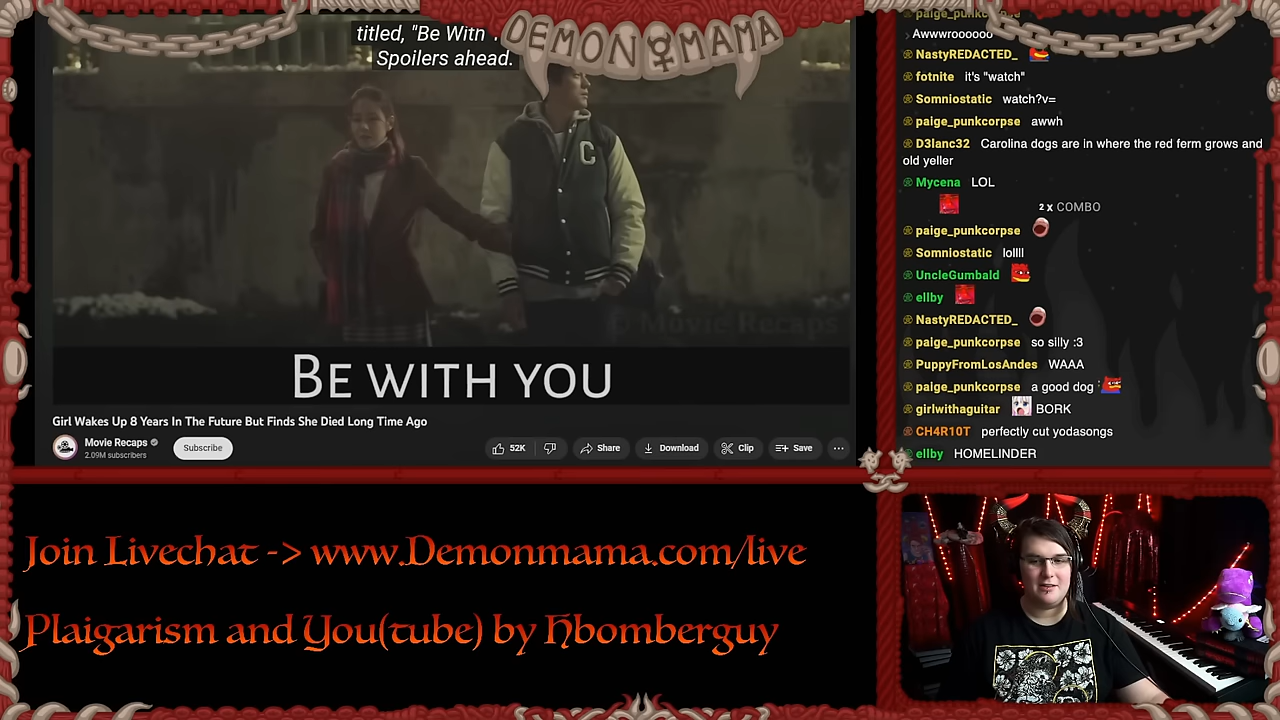 titled, "Be With
Spoilers ahead.
DEMON MAMA
C
© Movie Recaps
BE WITH YOU
Girl Wakes Up 8 Years In The Future But Finds She Died Long Time Ago
Movie Recaps
2.09M subscribers
Subscribe
52K
Share
Download
Clip
Save
paige_punkcorpse
Awwwroooooo
NastyREDACTED_
fotnite it's "watch"
Somniostatic watch?v=
paige_punkcorpse awwh
D3lanc32 Carolina dogs are in where the red ferm grows and
old yeller
Mycena LOL
2 x COMBO
paige_punkcorpse
Somniostatic lollll
UncleGumbald
ellby
NastyREDACTED_
paige_punkcorpse so silly :3
PuppyFromLosAndes WAAA
paige_punkcorpse a good dog :
girlwithaguitar BORK
CH4R10T perfectly cut yodasongs
ellby HOMELINDER
Join Livechat -> www.Demonmama.com/live
Plaigarism and You(tube) by Hbomberguy